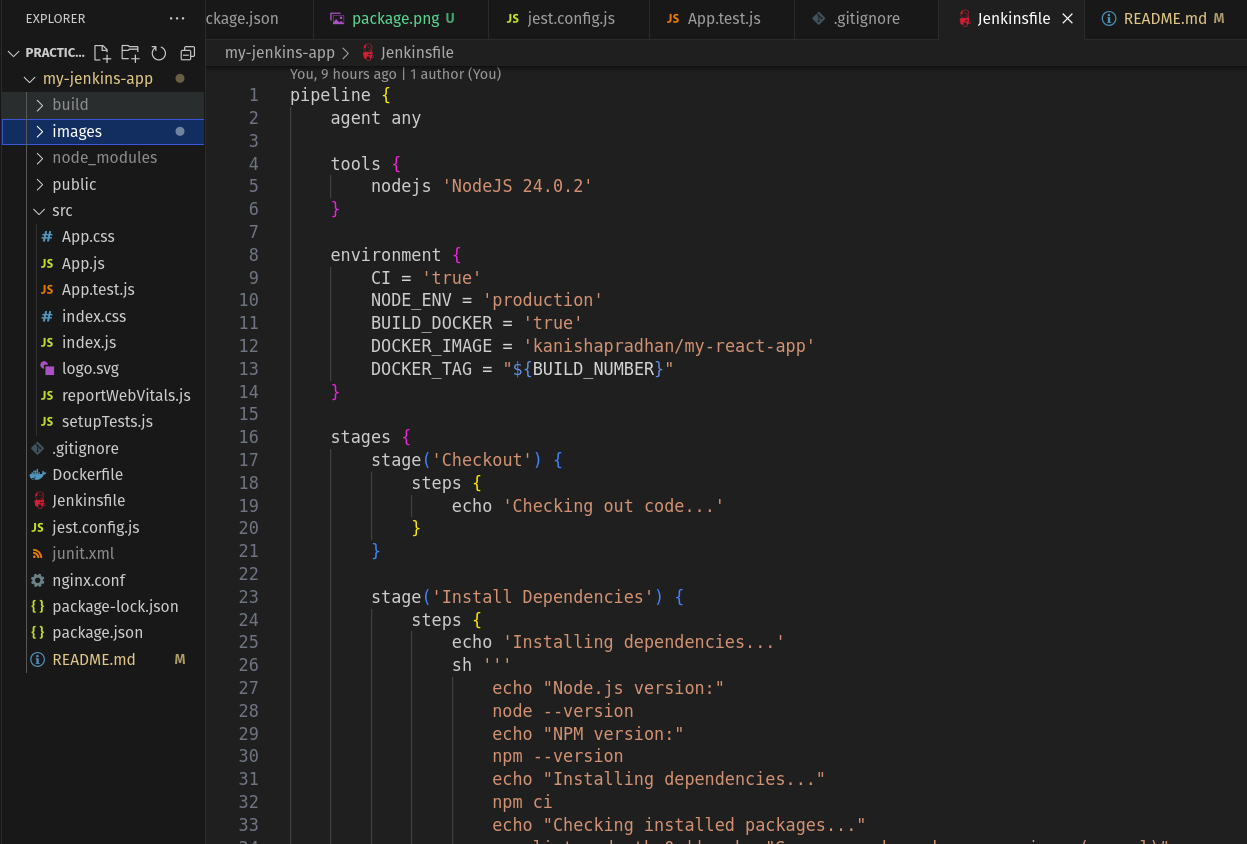 EXPLORER
PRACTIC...
my-jenkins-app
build
images
node_modules
public
src
# App.css
JS App.js
JS App.test.js
# index.css
JS index.js
logo.svg
JS reportWebVitals.js
JS setupTests.js
.gitignore
Dockerfile
Jenkinsfile
JS jest.config.js
junit.xml
nginx.conf
{} package-lock.json
{} package.json
README.md M
ckage.json package.png U JS jest.config.js JS App.test.js .gitignore Jenkinsfile README.md M
my-jenkins-app > Jenkinsfile
You, 9 hours ago | 1 author (You)
1 pipeline {
2 agent any
3
4 tools {
5 nodejs 'NodeJS 24.0.2'
6 }
7
8 environment {
9 CI = 'true'
10 NODE_ENV = 'production'
11 BUILD_DOCKER = 'true'
12 DOCKER_IMAGE = 'kanishapradhan/my-react-app'
13 DOCKER_TAG = "${BUILD_NUMBER}"
14 }
15
16 stages {
17 stage('Checkout') {
18 steps {
19 echo 'Checking out code...'
20 }
21 }
22
23 stage('Install Dependencies') {
24 steps {
25 echo 'Installing dependencies...'
26 sh '''
27 echo "Node.js version:"
28 node --version
29 echo "NPM version:"
30 npm --version
31 echo "Installing dependencies..."
32 npm ci
33 echo "Checking installed packages..."